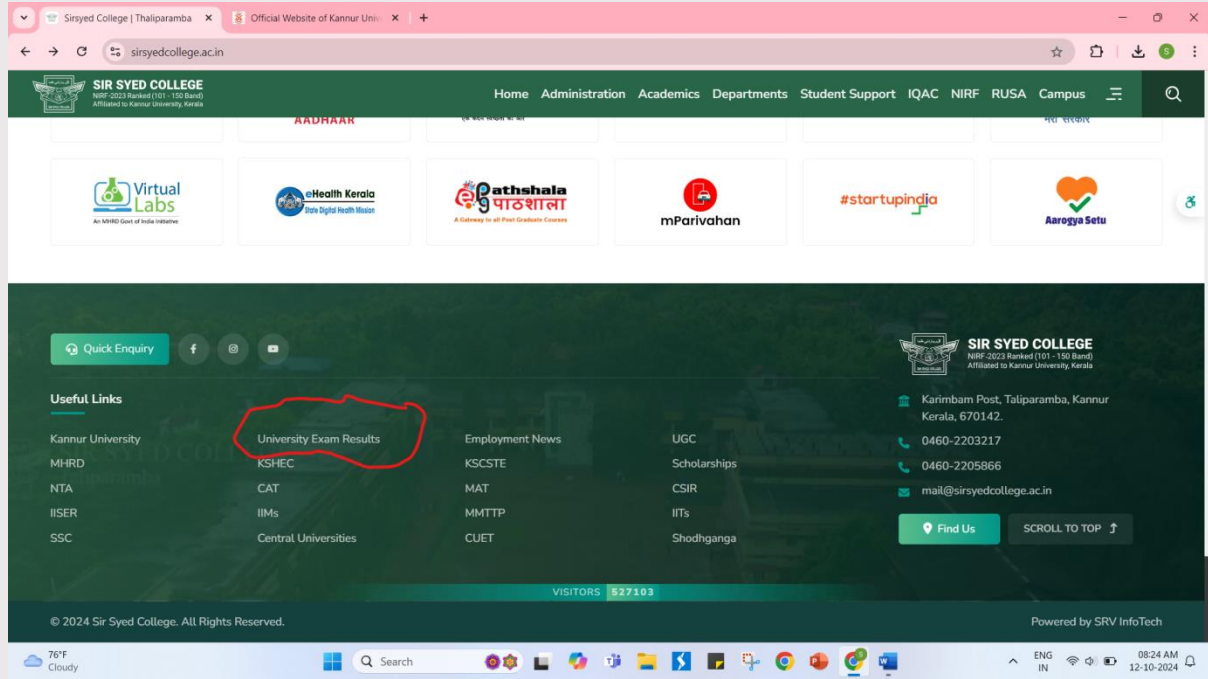 Sirsyed College | Thaliparamba
Official Website of Kannur Univ
sirsyedcollege.ac.in
S
SIR SYED COLLEGE
NIRF-2023 Ranked (101 - 150 Band)
Affiliated to Kannur University, Kerala
Home Administration Academics Departments Student Support IQAC NIRF RUSA Campus
AADHAAR
एक कदम स्वच्छता की ओर
मेरी सरकार
Virtual
Labs
An MHRD Govt of India Initiative
eHealth Kerala
State Digital Health Mission
ePathshala
पाठशाला
A Gateway to all Post Graduate Courses
mParivahan
#startupindia
Aarogya Setu
Quick Enquiry
SIR SYED COLLEGE
NIRF-2023 Ranked (101 - 150 Band)
Affiliated to Kannur University, Kerala
Useful Links
Kannur University University Exam Results Employment News UGC
MHRD KSHEC KSCSTE Scholarships
NTA CAT MAT CSIR
IISER IIMs MMTTP IITs
SSC Central Universities CUET Shodhganga
Karimbam Post, Taliparamba, Kannur
Kerala, 670142.
0460-2203217
0460-2205866
mail@sirsyedcollege.ac.in
Find Us SCROLL TO TOP
VISITORS 527103
© 2024 Sir Syed College. All Rights Reserved.
Powered by SRV InfoTech
76°F
Cloudy
Search
ENG
IN
08:24 AM
12-10-2024